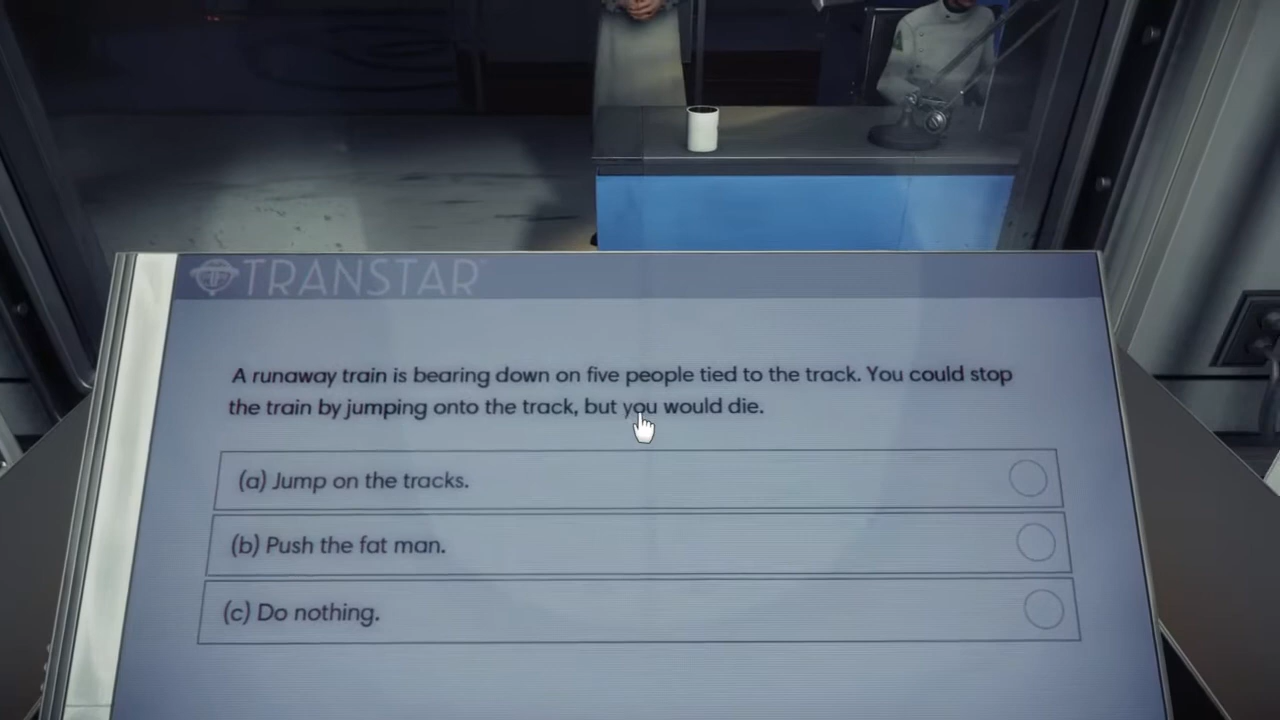 TRANSTAR
A runaway train is bearing down on five people tied to the track. You could stop
the train by jumping onto the track, but you would die.
(a) Jump on the tracks.
(b) Push the fat man.
(c) Do nothing.